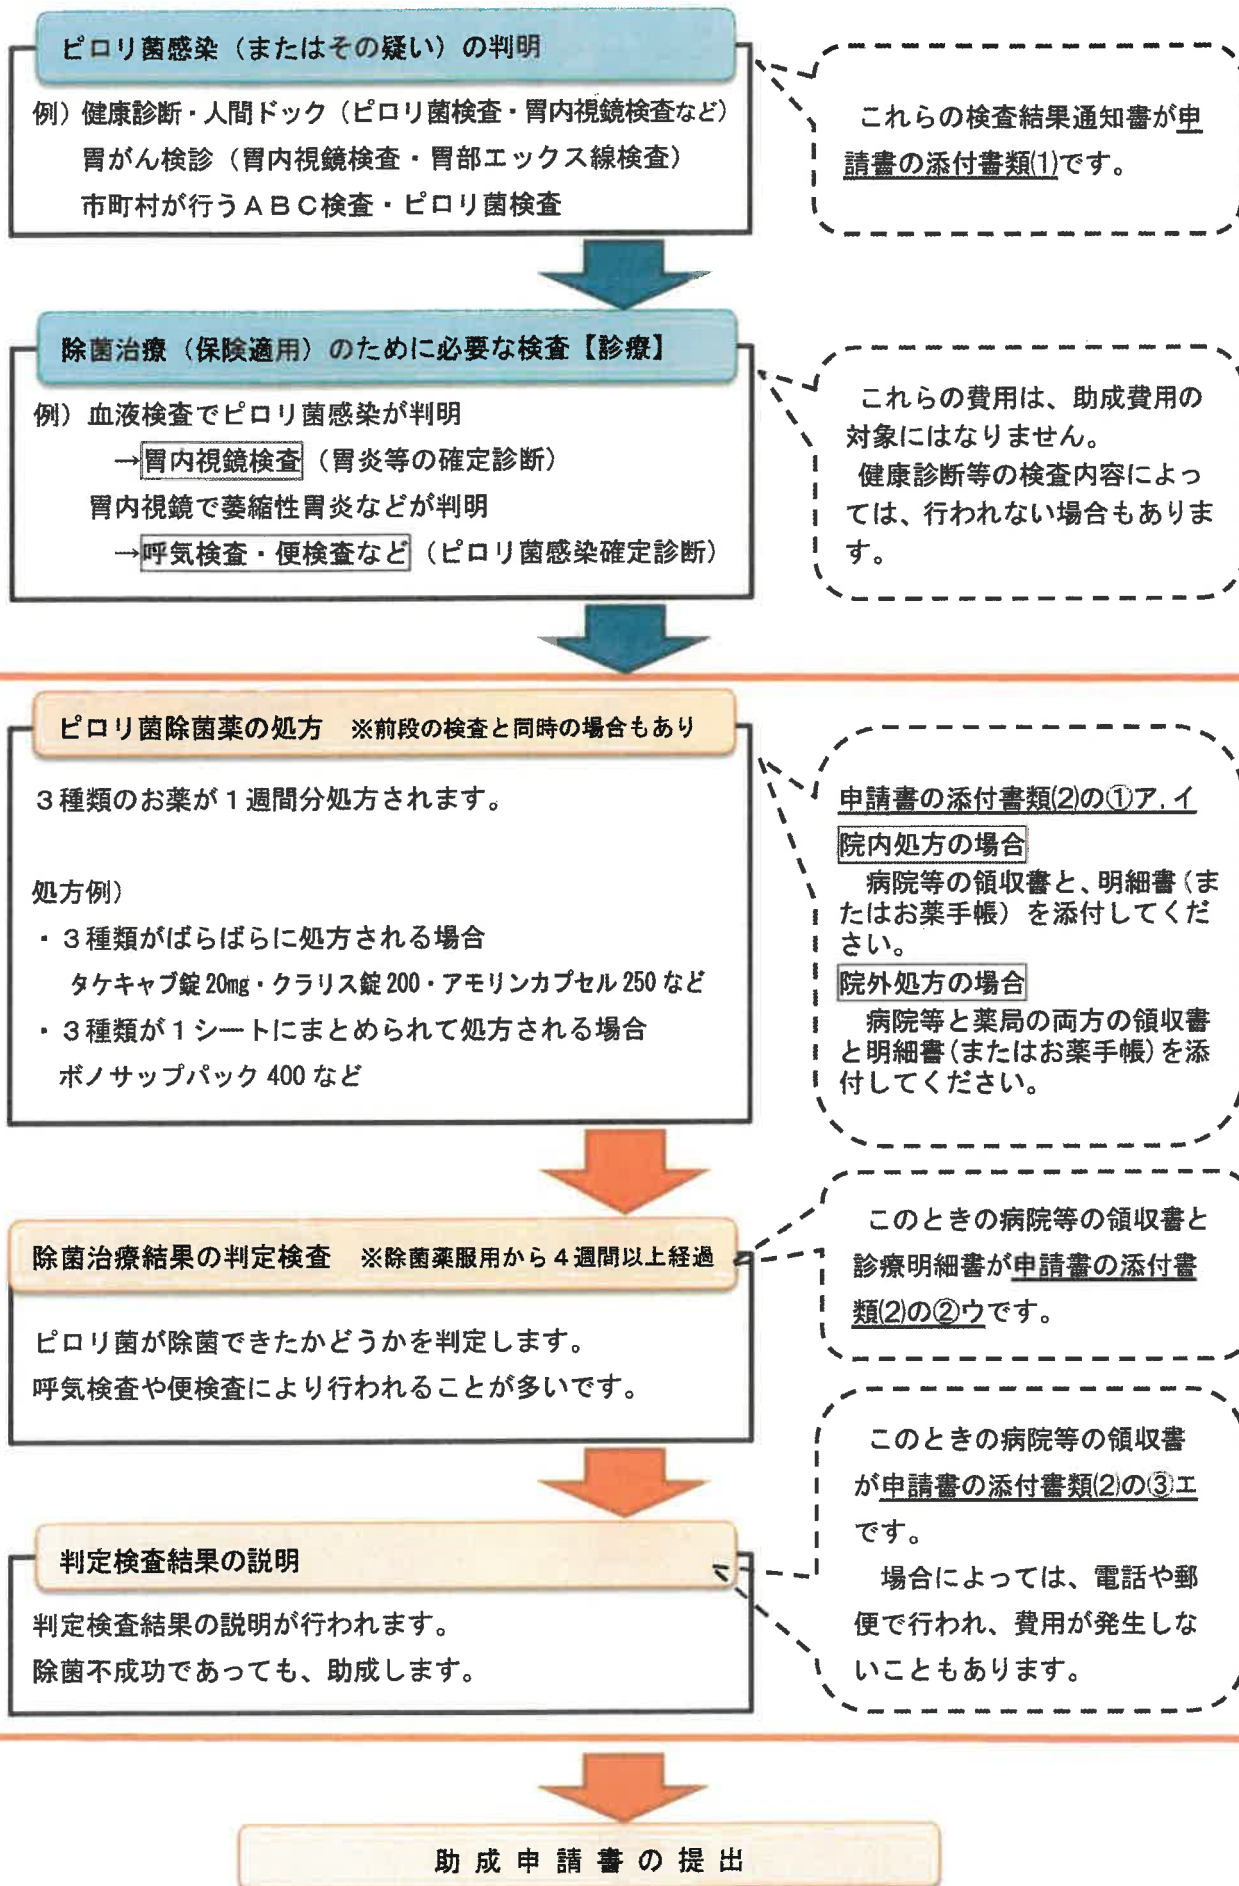 ピロリ菌感染（またはその疑い）の判明
例）健康診断・人間ドック（ピロリ菌検査・胃内視鏡検査など）
胃がん検診（胃内視鏡検査・胃部エックス線検査）
市町村が行うＡＢＣ検査・ピロリ菌検査
これらの検査結果通知書が申
請書の添付書類⑴です。
除菌治療（保険適用）のために必要な検査【診療】
例）血液検査でピロリ菌感染が判明
→胃内視鏡検査（胃炎等の確定診断）
胃内視鏡で萎縮性胃炎などが判明
→呼気検査・便検査など（ピロリ菌感染確定診断）
これらの費用は、助成費用の
対象にはなりません。
健康診断等の検査内容によっ
ては、行われない場合もありま
す。
ピロリ菌除菌薬の処方　※前段の検査と同時の場合もあり
３種類のお薬が１週間分処方されます。
処方例）
・３種類がばらばらに処方される場合
タケキャブ錠20mg・クラリス錠200・アモリンカプセル250など
・３種類が１シートにまとめられて処方される場合
ボノサップパック400など
申請書の添付書類⑵の①ア，イ
院内処方の場合
病院等の領収書と、明細書（ま
たはお薬手帳）を添付してくだ
さい。
院外処方の場合
病院等と薬局の両方の領収書
と明細書（またはお薬手帳）を添
付してください。
除菌治療結果の判定検査　※除菌薬服用から４週間以上経過
ピロリ菌が除菌できたかどうかを判定します。
呼気検査や便検査により行われることが多いです。
このときの病院等の領収書と
診療明細書が申請書の添付書
類⑵の②ウです。
判定検査結果の説明
判定検査結果の説明が行われます。
除菌不成功であっても、助成します。
このときの病院等の領収書
が申請書の添付書類⑵の③エ
です。
場合によっては、電話や郵
便で行われ、費用が発生しな
いこともあります。
助成申請書の提出